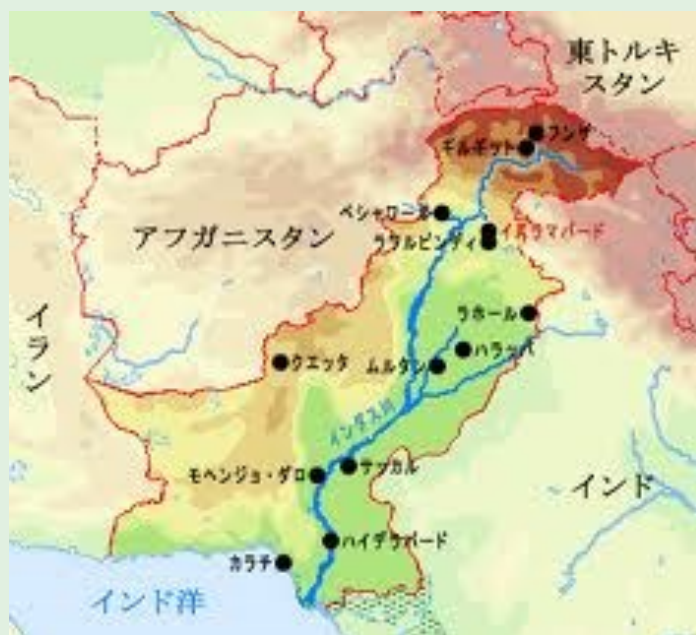 東トルキ
スタン
フンザ
ギルギット
ペシャワール
イスラマバード
ラワルピンディ
アフガニスタン
イラン
ラホール
ハラッパ
クエッタ
ムルタン
インダス川
サッカル
モヘンジョ・ダロ
インド
ハイデラバード
カラチ
インド洋